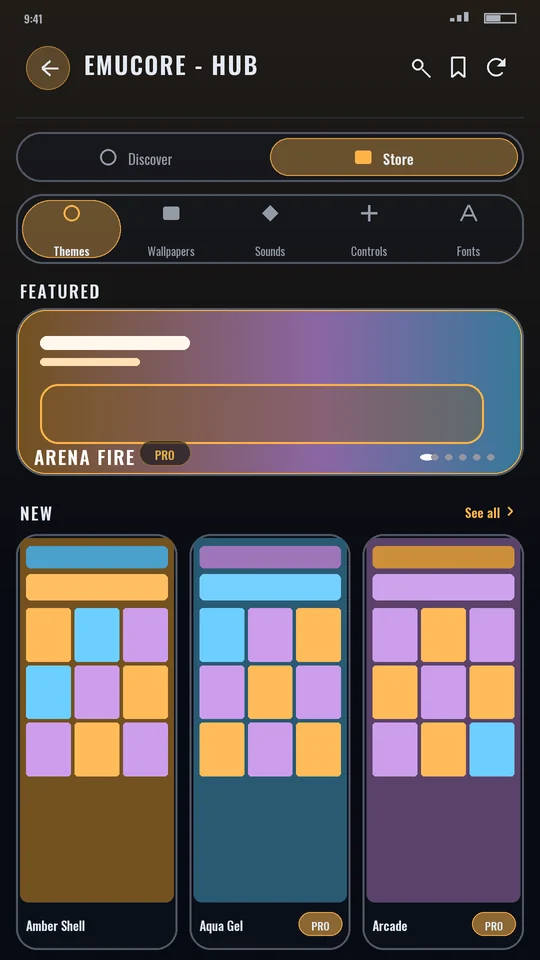 9:41
EMUCORE - HUB
Discover
Store
Themes
Wallpapers
Sounds
Controls
Fonts
FEATURED
ARENA FIRE
PRO
NEW
See all
Amber Shell
Aqua Gel
PRO
Arcade
PRO